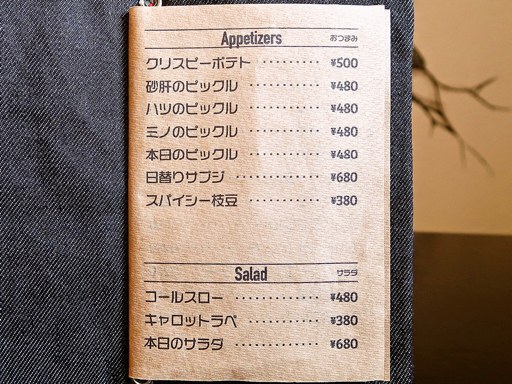 Appetizers おつまみ
クリスピーポテト ·········· ¥500
砂肝のピックル ············ ¥480
ハツのピックル ············ ¥480
ミノのピックル ············ ¥480
本日のピックル ············ ¥480
日替りサブジ ············ ¥680
スパイシー枝豆 ············ ¥380
Salad サラダ
コールスロー ·············· ¥480
キャロットラペ ············ ¥380
本日のサラダ ·············· ¥680